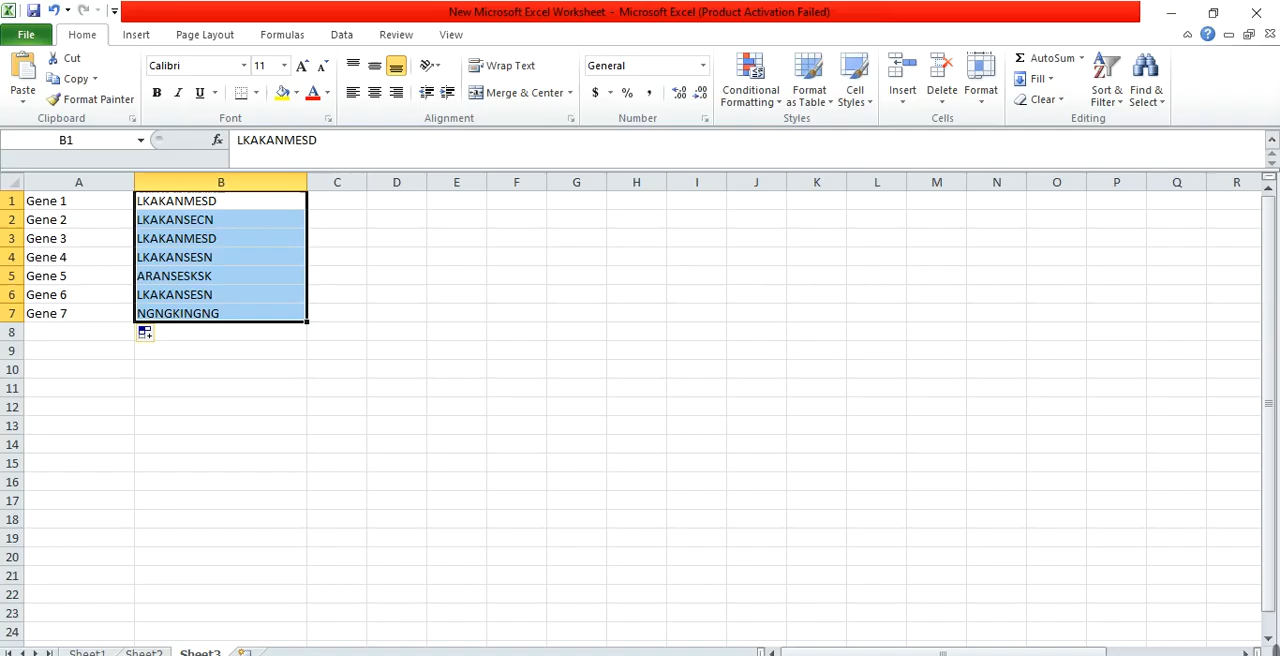 New Microsoft Excel Worksheet - Microsoft Excel (Product Activation Failed)
File Home Insert Page Layout Formulas Data Review View
Paste Cut Copy Format Painter Clipboard
Calibri 11 A A B I U A Font
Wrap Text Merge & Center Alignment
General $ % , .00 Number
Conditional Formatting Format as Table Cell Styles Styles
Insert Delete Format Cells
Σ AutoSum Fill Clear Sort & Filter Find & Select Editing
B1 fx LKAKANMESD
A B C D E F G H I J K L M N O P Q R
1 Gene 1 LKAKANMESD
2 Gene 2 LKAKANSECN
3 Gene 3 LKAKANMESD
4 Gene 4 LKAKANSESN
5 Gene 5 ARANSESKSK
6 Gene 6 LKAKANSESN
7 Gene 7 NGNGKINGNG
8
9
10
11
12
13
14
15
16
17
18
19
20
21
22
23
24
Sheet1 Sheet2 Sheet3